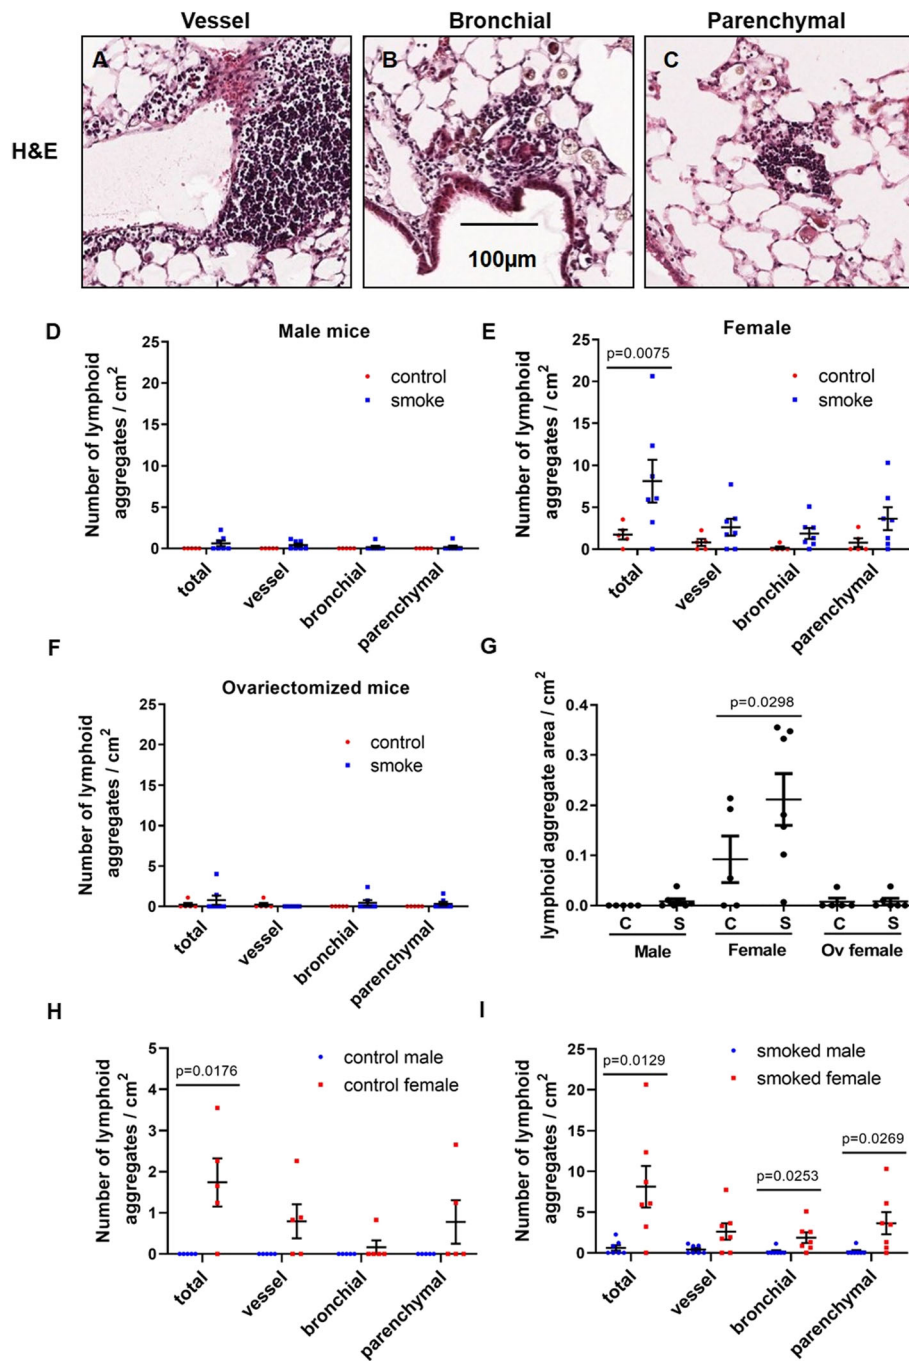 Vessel Bronchial Parenchymal
H&E
A B C
100μm
D
Male mice
Number of lymphoid
aggregates / cm²
25
20
15
10
5
0
control
smoke
total vessel bronchial parenchymal
E
Female
Number of lymphoid
aggregates / cm²
25
20
15
10
5
0
p=0.0075
control
smoke
total vessel bronchial parenchymal
F
Ovariectomized mice
Number of lymphoid
aggregates / cm²
25
20
15
10
5
0
control
smoke
total vessel bronchial parenchymal
G
lymphoid aggregate area / cm²
0.4
0.3
0.2
0.1
0.0
p=0.0298
C S C S C S
Male Female Ov female
H
Number of lymphoid
aggregates / cm²
5
4
3
2
1
0
p=0.0176
control male
control female
total vessel bronchial parenchymal
I
Number of lymphoid
aggregates / cm²
25
20
15
10
5
0
p=0.0129
p=0.0253
p=0.0269
smoked male
smoked female
total vessel bronchial parenchymal